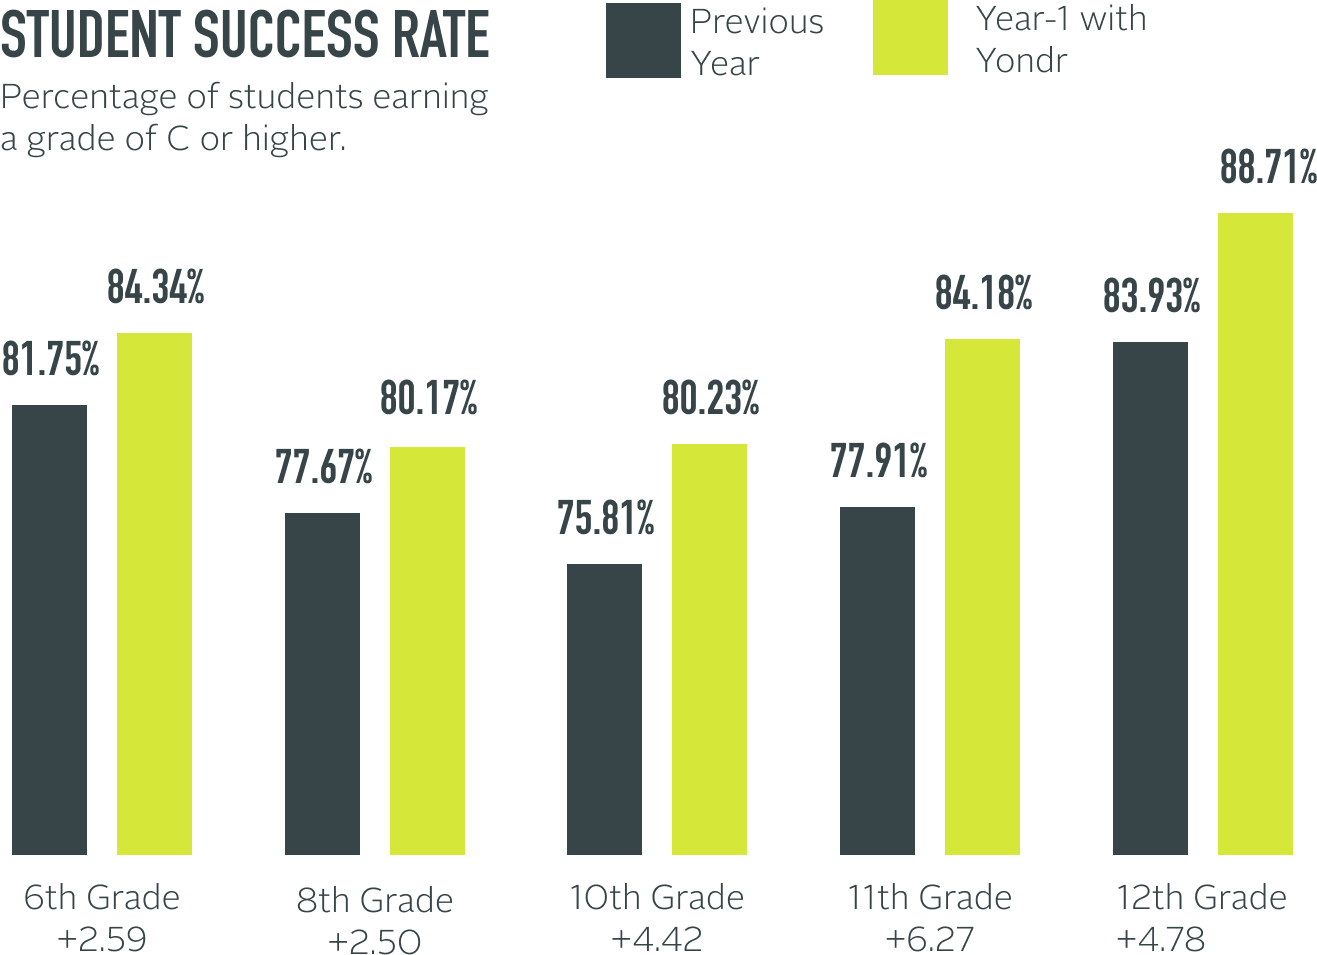 STUDENT SUCCESS RATE
Percentage of students earning
a grade of C or higher.
Previous
Year
Year-1 with
Yondr
81.75%
84.34%
77.67%
80.17%
75.81%
80.23%
77.91%
84.18%
83.93%
88.71%
6th Grade
+2.59
8th Grade
+2.50
10th Grade
+4.42
11th Grade
+6.27
12th Grade
+4.78